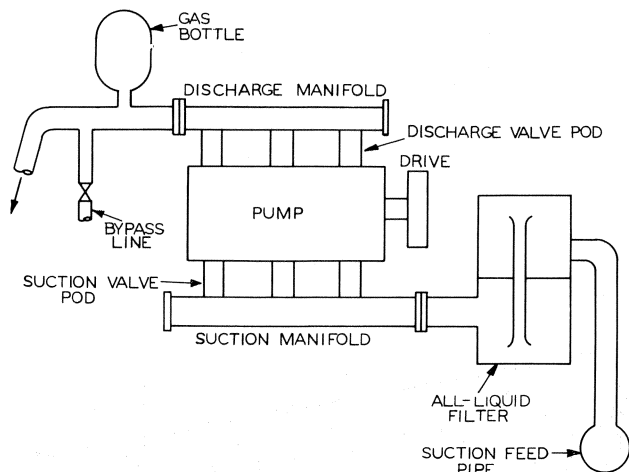 GAS
BOTTLE
DISCHARGE MANIFOLD
DISCHARGE VALVE POD
DRIVE
PUMP
BYPASS
LINE
SUCTION VALVE
POD
SUCTION MANIFOLD
ALL-LIQUID
FILTER
SUCTION FEED
PIPE